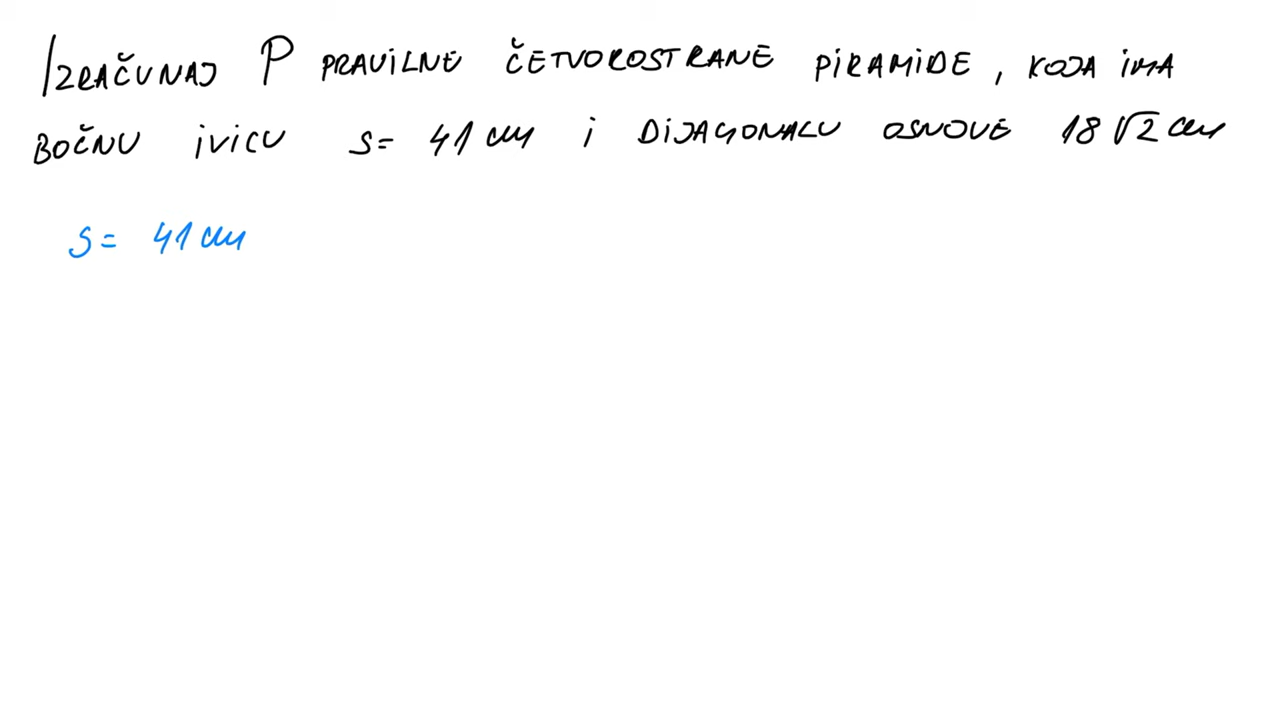 IZRAČUNAJ P PRAVILNE ČETVOROSTRANE PIRAMIDE, KOJA IMA
BOČNU IVICU s= 41 cm i DIJAGONALU OSNOVE 18 √2 cm
s= 41 cm